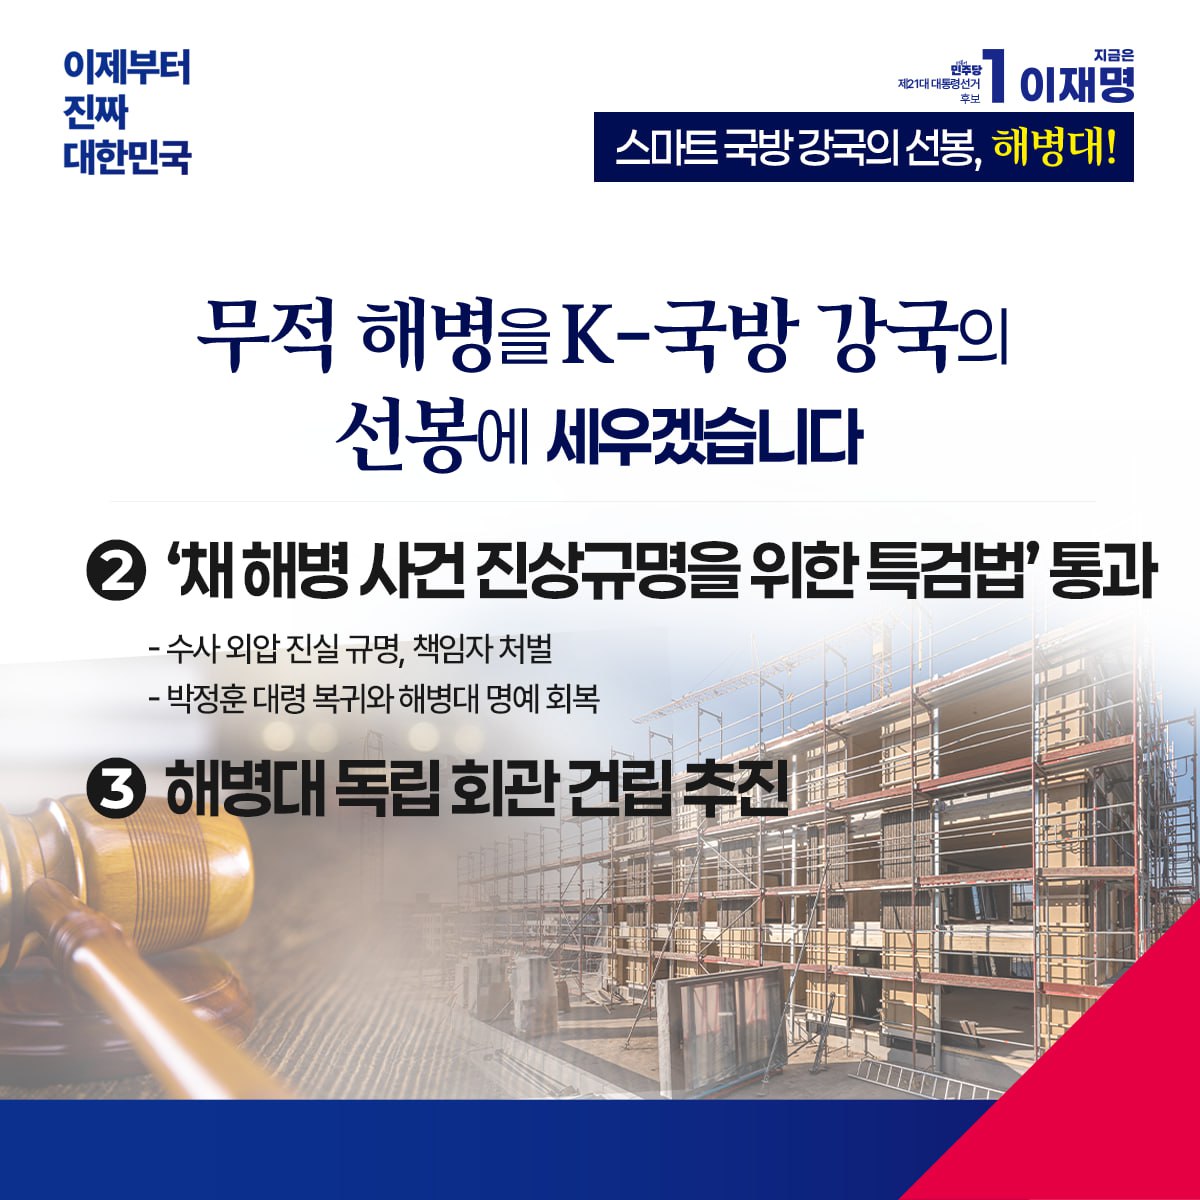 이제부터
진짜
대한민국
민주당
제21대 대통령선거
후보
1
지금은
이재명
스마트 국방 강국의 선봉, 해병대!
무적 해병을 K-국방 강국의
선봉에 세우겠습니다
2 ‘채 해병 사건 진상규명을 위한 특검법’ 통과
- 수사 외압 진실 규명, 책임자 처벌
- 박정훈 대령 복귀와 해병대 명예 회복
3 해병대 독립 회관 건립 추진